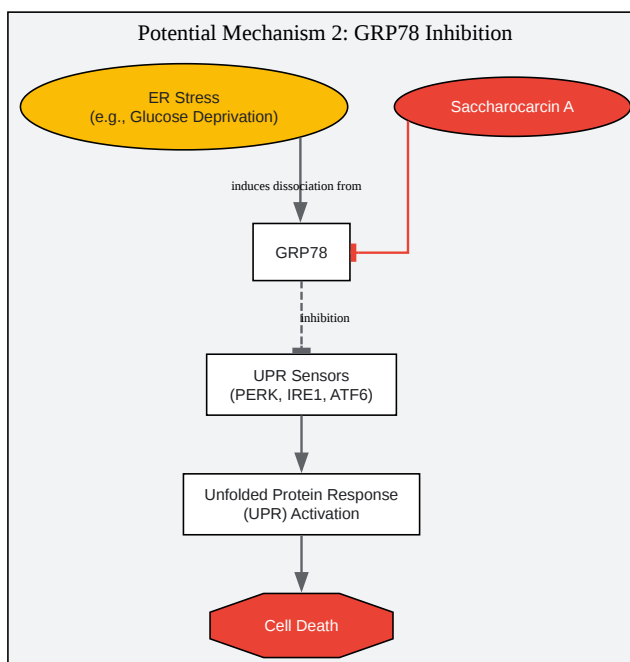 Potential Mechanism 2: GRP78 Inhibition
ER Stress
(e.g., Glucose Deprivation)
Saccharocarcin A
induces dissociation from
GRP78
inhibition
UPR Sensors
(PERK, IRE1, ATF6)
Unfolded Protein Response
(UPR) Activation
Cell Death